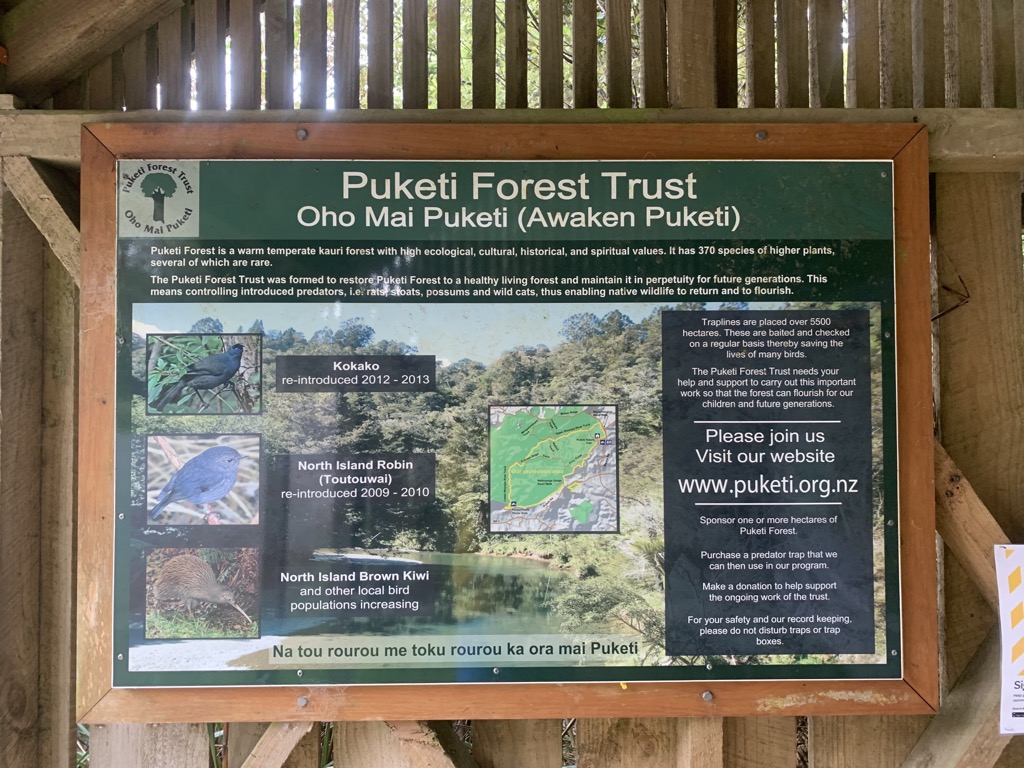 Puketi Forest Trust
Oho Mai Puketi
Puketi Forest Trust
Oho Mai Puketi (Awaken Puketi)
Puketi Forest is a warm temperate kauri forest with high ecological, cultural, historical, and spiritual values. It has 370 species of higher plants,
several of which are rare.
The Puketi Forest Trust was formed to restore Puketi Forest to a healthy living forest and maintain it in perpetuity for future generations. This
means controlling introduced predators, i.e. rats, stoats, possums and wild cats, thus enabling native wildlife to return and to flourish.
Kokako
re-introduced 2012 - 2013
North Island Robin
(Toutouwai)
re-introduced 2009 - 2010
North Island Brown Kiwi
and other local bird
populations increasing
Traplines are placed over 5500
hectares. These are baited and checked
on a regular basis thereby saving the
lives of many birds.
The Puketi Forest Trust needs your
help and support to carry out this important
work so that the forest can flourish for our
children and future generations.
Please join us
Visit our website
www.puketi.org.nz
Sponsor one or more hectares of
Puketi Forest.
Purchase a predator trap that we
can then use in our program.
Make a donation to help support
the ongoing work of the trust.
For your safety and our record keeping,
please do not disturb traps or trap
boxes.
Na tou rourou me toku rourou ka ora mai Puketi